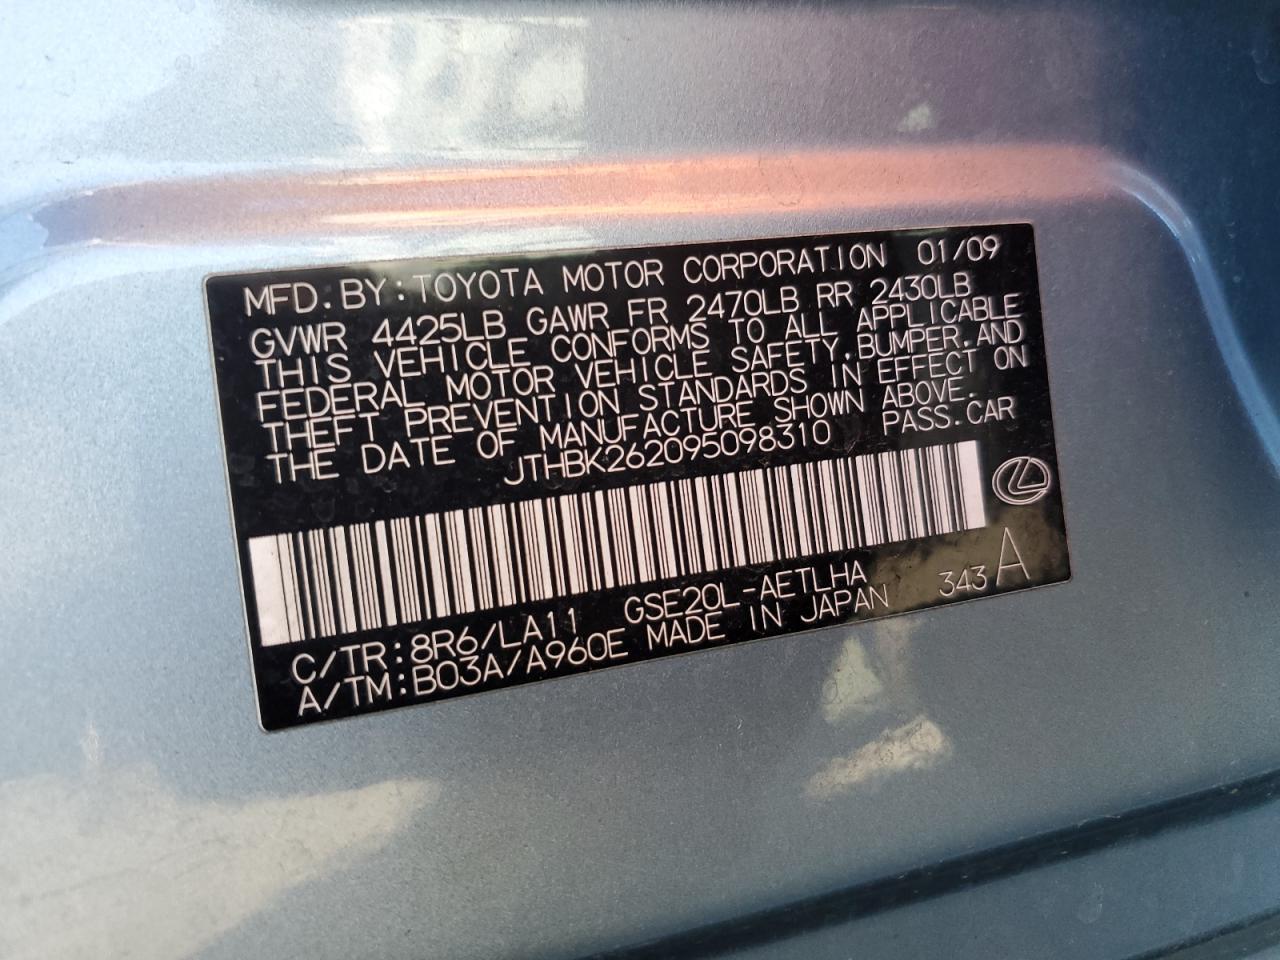 MFD. BY: TOYOTA MOTOR CORPORATION 01/09
GVWR 4425LB GAWR FR 2470LB RR 2430LB
THIS VEHICLE CONFORMS TO ALL APPLICABLE
FEDERAL MOTOR VEHICLE SAFETY, BUMPER, AND
THEFT PREVENTION STANDARDS IN EFFECT ON
THE DATE OF MANUFACTURE SHOWN ABOVE.
JTHBK262095098310 PASS. CAR
C/TR: 8R6/LA11 GSE20L-AETLHA 343 A
A/TM: B03A/A960E MADE IN JAPAN